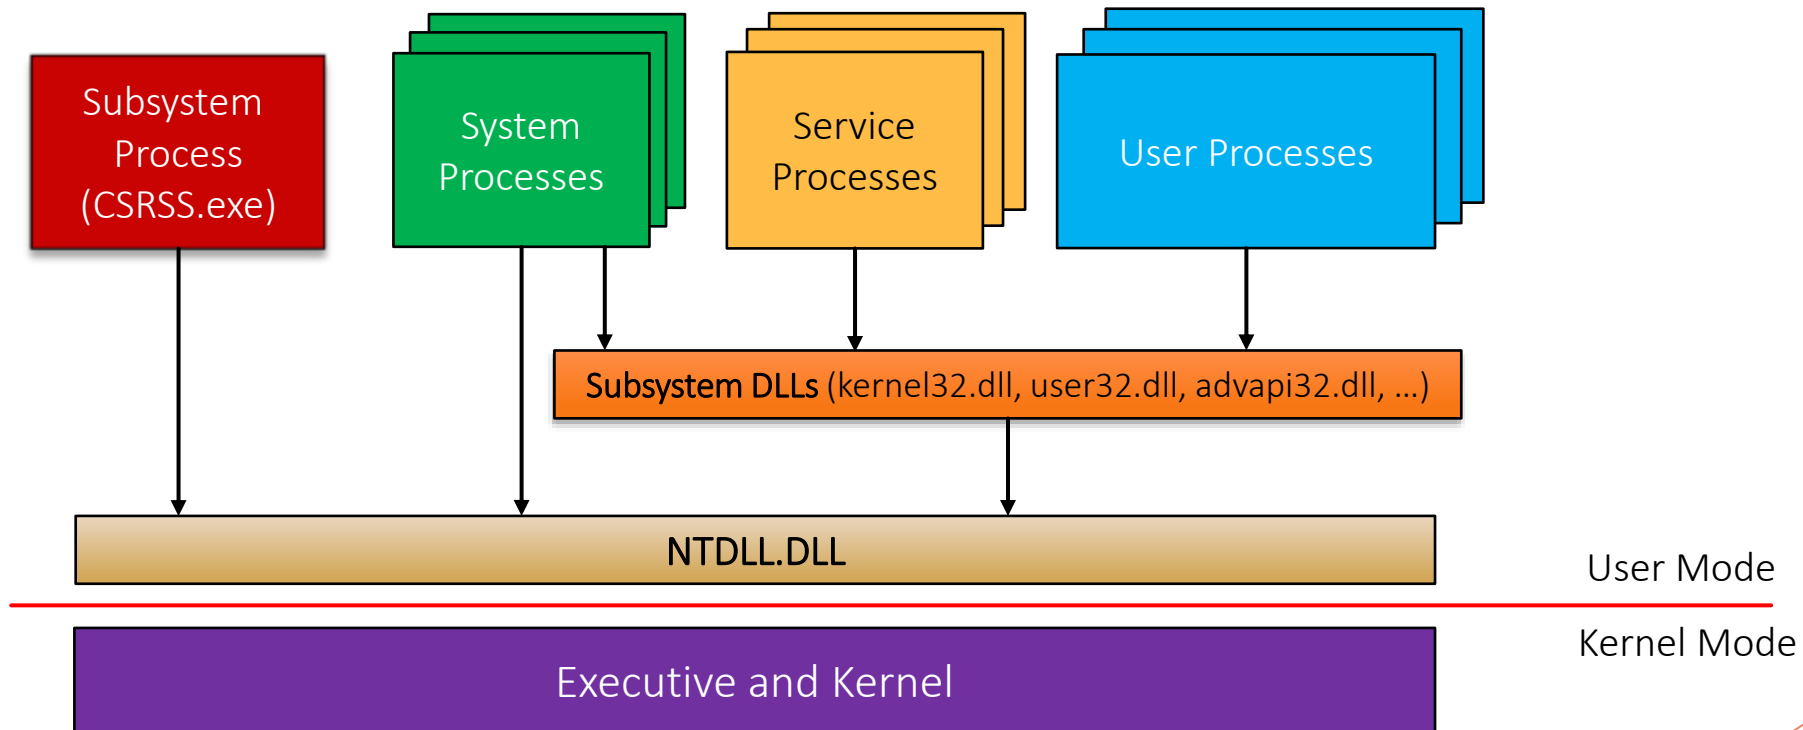 Subsystem
Process
(CSRSS.exe)
System
Processes
Service
Processes
User Processes
Subsystem DLLs (kernel32.dll, user32.dll, advapi32.dll, ...)
NTDLL.DLL
User Mode
Kernel Mode
Executive and Kernel